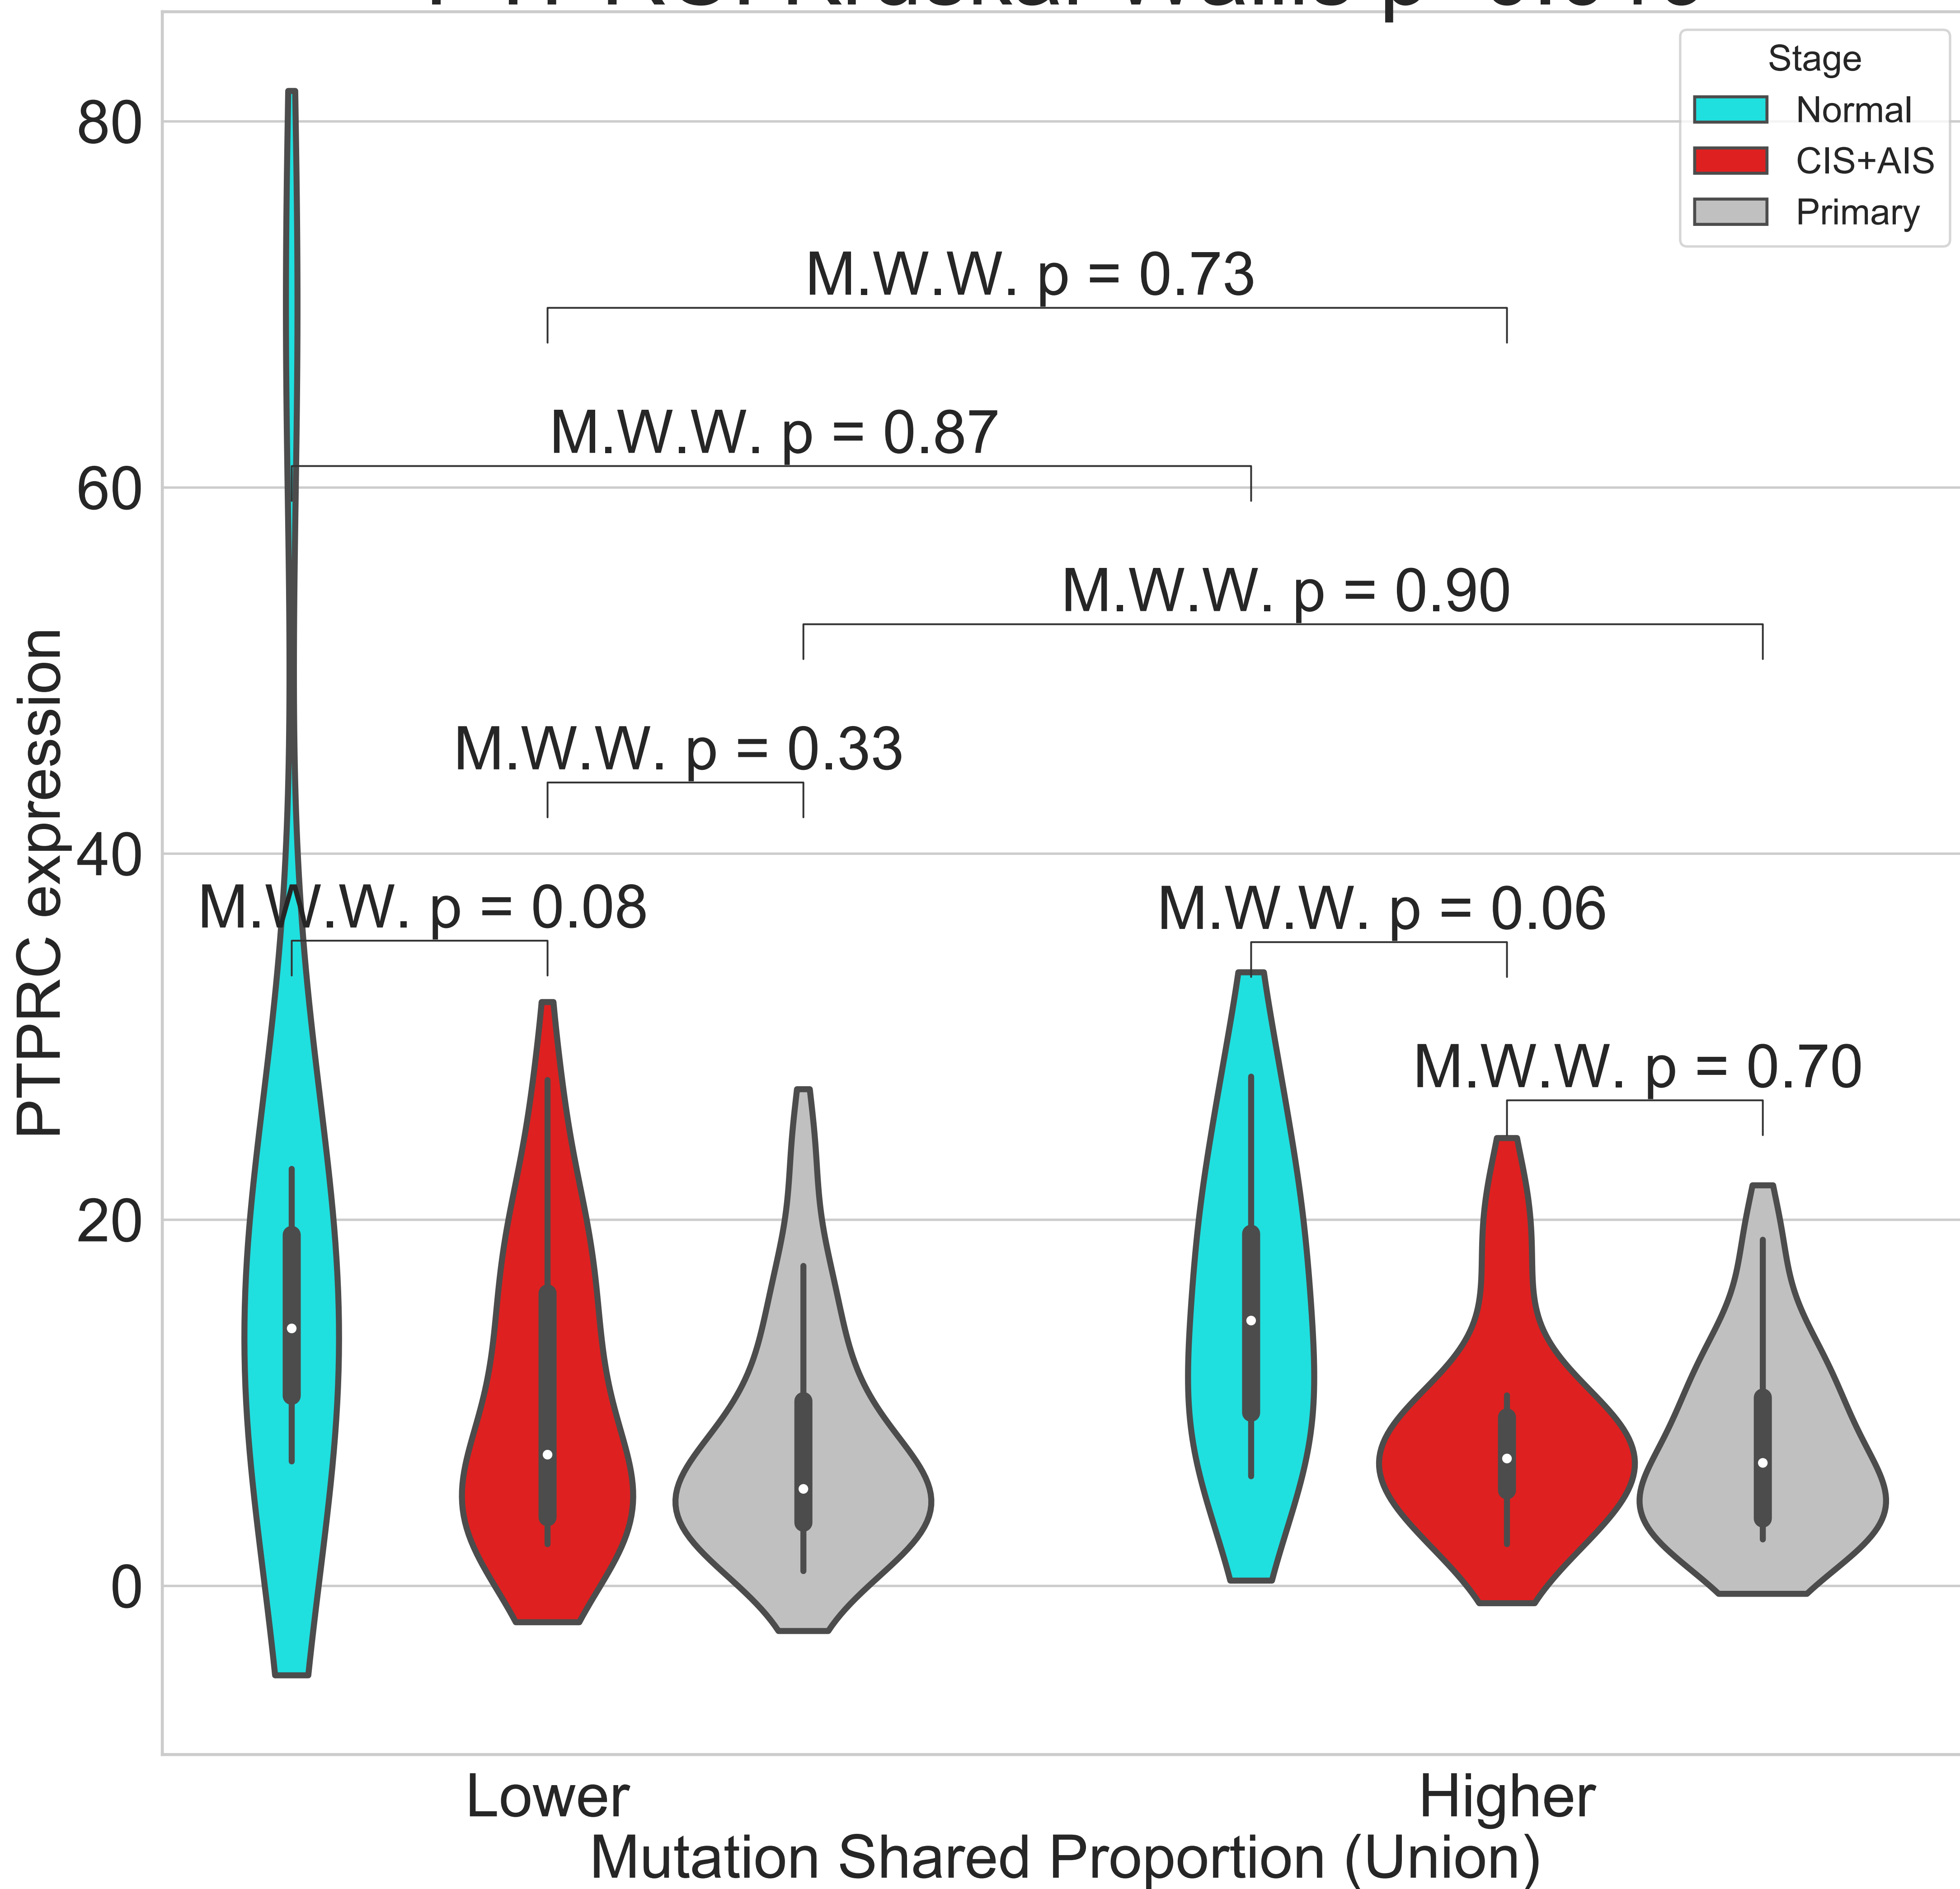 Stage
Normal
CIS+AIS
Primary
80
60
40
20
0
PTPRC expression
M.W.W. p = 0.73
M.W.W. p = 0.87
M.W.W. p = 0.90
M.W.W. p = 0.33
M.W.W. p = 0.08
M.W.W. p = 0.06
M.W.W. p = 0.70
Lower
Higher
Mutation Shared Proportion (Union)